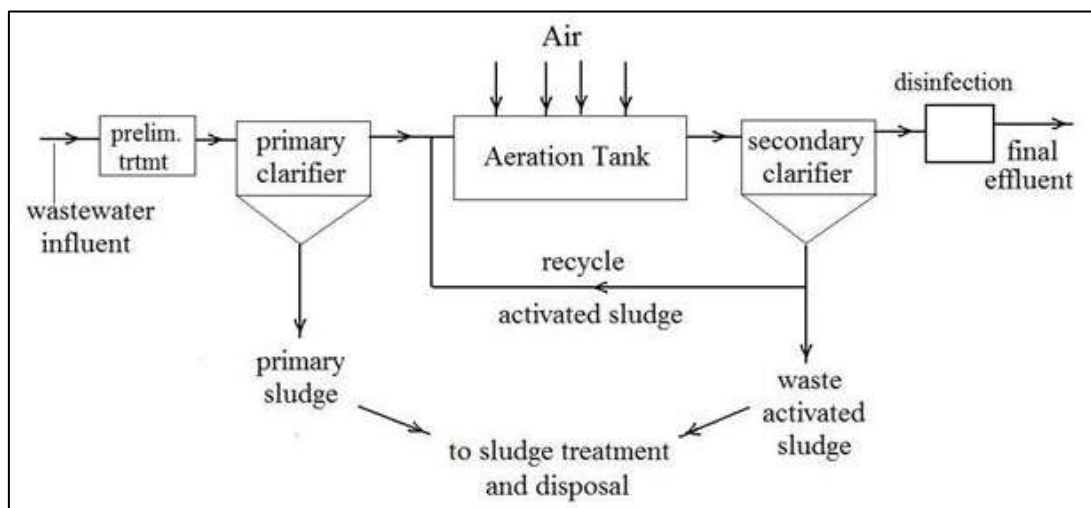 Air
disinfection
prelim.
trtmt
primary
clarifier
Aeration Tank
secondary
clarifier
final
effluent
wastewater
influent
recycle
activated sludge
primary
sludge
waste
activated
sludge
to sludge treatment
and disposal